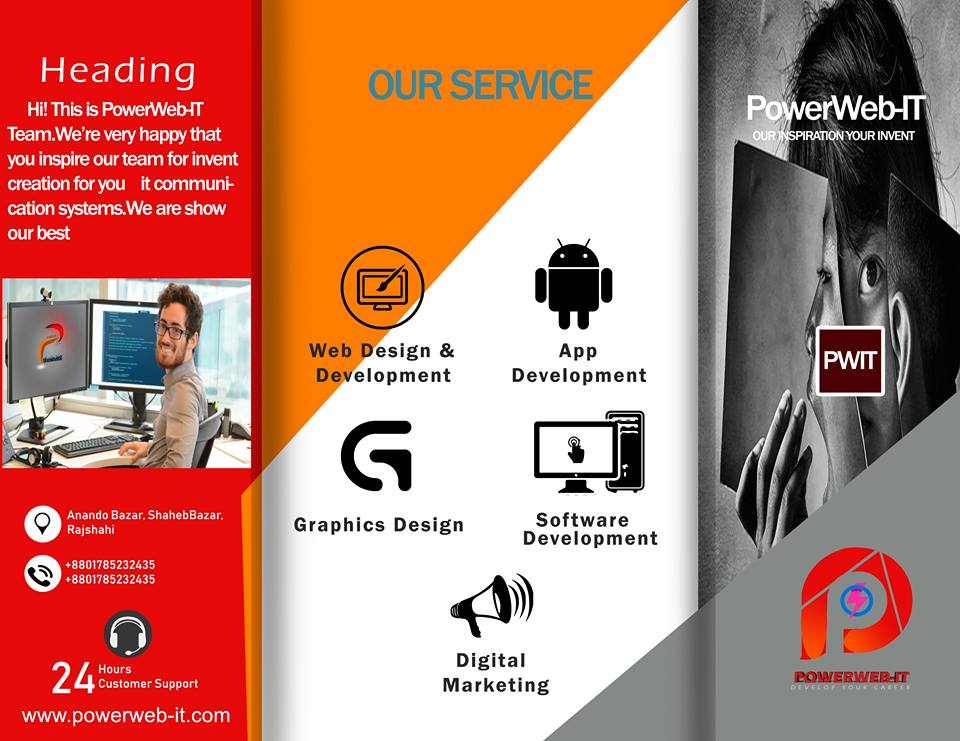 Heading
Hi! This is PowerWeb-IT
Team.We're very happy that
you inspire our team for invent
creation for you it communi-
cation systems.We are show
our best
Anando Bazar, ShahebBazar,
Rajshahi
+8801785232435
+8801785232435
24 Hours
Customer Support
www.powerweb-it.com
OUR SERVICE
Web Design &
Development
App
Development
Graphics Design
Software
Development
Digital
Marketing
PowerWeb-IT
OUR INSPIRATION YOUR INVENT
PWIT
POWERWEB-IT
DEVELOP YOUR CAREER